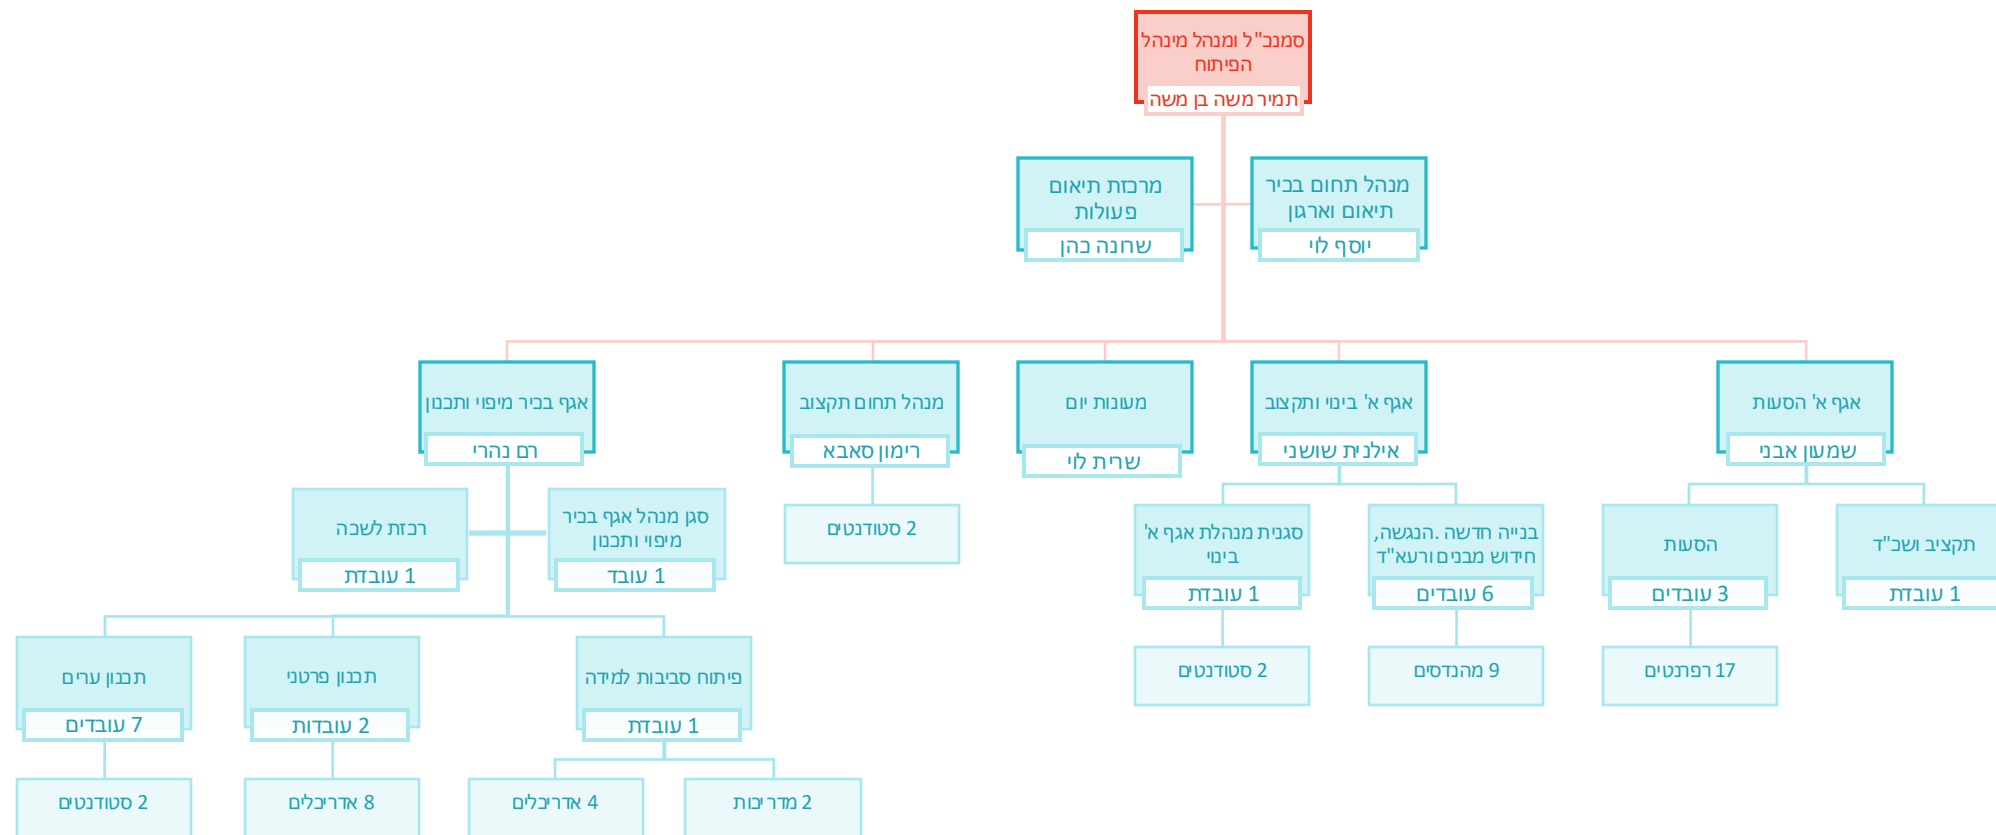 סמנכ"ל ומנהל מינהל
הפיתוח
תמיר משה בן משה
מנהל תחום בכיר
תיאום וארגון
יוסף לוי
מרכזת תיאום
פעולות
שרונה כהן
אגף א' הסעות
שמעון אבני
אגף א' בינוי ותקצוב
אילנית שושני
מעונות יום
שרית לוי
מנהל תחום תקצוב
רימון סאבא
אגף בכיר מיפוי ותכנון
רם נהרי
תקציב ושכ"ד
1 עובדת
הסעות
3 עובדים
17 רפרנטים
בנייה חדשה .הנגשה,
חידוש מבנים ורעא"ד
6 עובדים
9 מהנדסים
סגנית מנהלת אגף א'
בינוי
1 עובדת
2 סטודנטים
2 סטודנטים
סגן מנהל אגף בכיר
מיפוי ותכנון
1 עובד
רכזת לשכה
1 עובדת
פיתוח סביבות למידה
1 עובדת
2 מדריכות
4 אדריכלים
תכנון פרטני
2 עובדות
8 אדריכלים
תכנון ערים
7 עובדים
2 סטודנטים